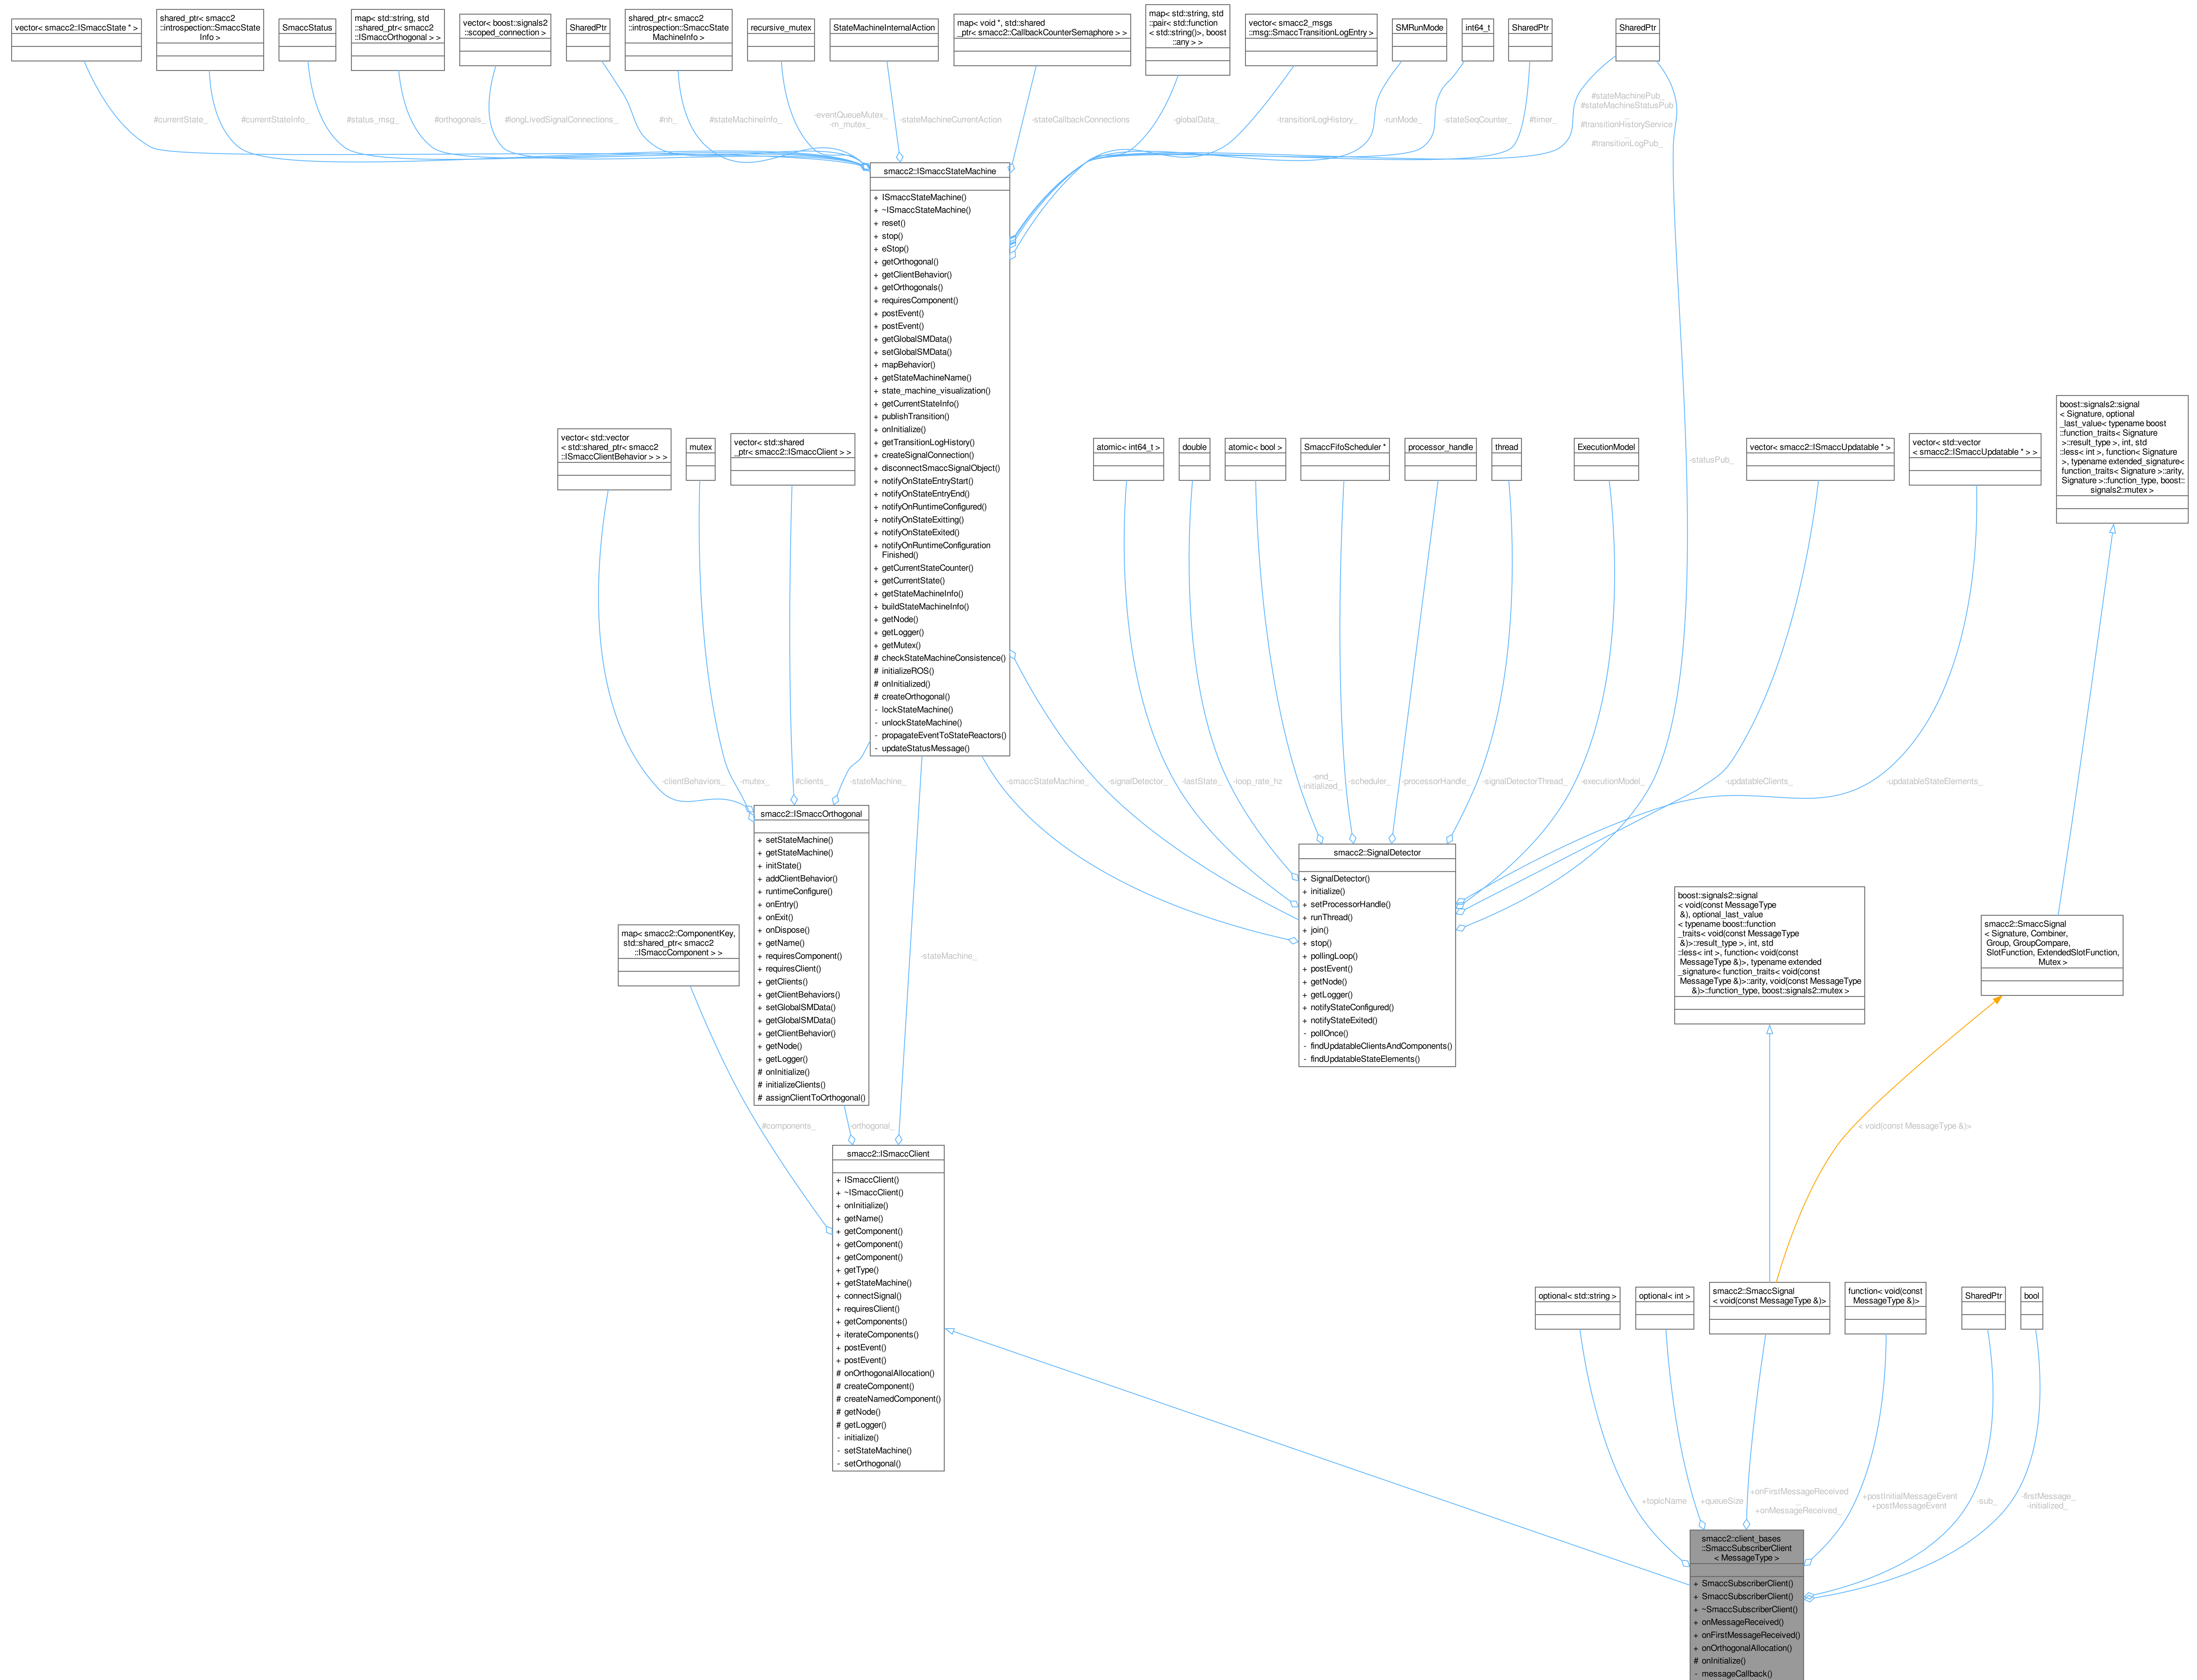 vector< smacc2::ISmaccState * >
shared_ptr< smacc2
::introspection::SmaccState
Info >
SmaccStatus
map< std::string, std
::shared_ptr< smacc2
::ISmaccOrthogonal > >
vector< boost::signals2
::scoped_connection >
SharedPtr
shared_ptr< smacc2
::introspection::SmaccState
MachineInfo >
recursive_mutex
StateMachineInternalAction
map< void *, std::shared
_ptr< smacc2::CallbackCounterSemaphore > >
map< std::string, std
::pair< std::function
< std::string()>, boost
::any > >
vector< smacc2_msgs
::msg::SmaccTransitionLogEntry >
SMRunMode
int64_t
SharedPtr
SharedPtr
#currentState_
#currentStateInfo_
#status_msg_
#orthogonals_
#longLivedSignalConnections_
#nh_
#stateMachineInfo_
-eventQueueMutex_
-m_mutex_
-stateMachineCurrentAction
-stateCallbackConnections
-globalData_
-transitionLogHistory_
-runMode_
-stateSeqCounter_
#timer_
#stateMachinePub_
#stateMachineStatusPub
_
#transitionHistoryService
_
#transitionLogPub_
smacc2::ISmaccStateMachine
+ ISmaccStateMachine()
+ ~ISmaccStateMachine()
+ reset()
+ stop()
+ eStop()
+ getOrthogonal()
+ getClientBehavior()
+ getOrthogonals()
+ requiresComponent()
+ postEvent()
+ postEvent()
+ getGlobalSMData()
+ setGlobalSMData()
+ mapBehavior()
+ getStateMachineName()
+ state_machine_visualization()
+ getCurrentStateInfo()
+ publishTransition()
+ onInitialize()
+ getTransitionLogHistory()
+ createSignalConnection()
+ disconnectSmaccSignalObject()
+ notifyOnStateEntryStart()
+ notifyOnStateEntryEnd()
+ notifyOnRuntimeConfigured()
+ notifyOnStateExitting()
+ notifyOnStateExited()
+ notifyOnRuntimeConfiguration
Finished()
+ getCurrentStateCounter()
+ getCurrentState()
+ getStateMachineInfo()
+ buildStateMachineInfo()
+ getNode()
+ getLogger()
+ getMutex()
# checkStateMachineConsistence()
# initializeROS()
# onInitialized()
# createOrthogonal()
- lockStateMachine()
- unlockStateMachine()
- propagateEventToStateReactors()
- updateStatusMessage()
vector< std::vector
< std::shared_ptr< smacc2
::ISmaccClientBehavior > > >
mutex
vector< std::shared
_ptr< smacc2::ISmaccClient > >
atomic< int64_t >
double
atomic< bool >
SmaccFifoScheduler *
processor_handle
thread
ExecutionModel
-statusPub_
vector< smacc2::ISmaccUpdatable * >
vector< std::vector
< smacc2::ISmaccUpdatable * > >
boost::signals2::signal
< Signature, optional
_last_value< typename boost
::function_traits< Signature
>::result_type >, int, std
::less< int >, function< Signature
>, typename extended_signature<
function_traits< Signature >::arity,
Signature >::function_type, boost::
signals2::mutex >
-clientBehaviors_
-mutex_
#clients_
-stateMachine_
-smaccStateMachine_
-signalDetector_
-lastState_
-loop_rate_hz
-end_
-initialized_
-scheduler_
-processorHandle_
-signalDetectorThread_
-executionModel_
-updatableClients_
-updatableStateElements_
smacc2::ISmaccOrthogonal
+ setStateMachine()
+ getStateMachine()
+ initState()
+ addClientBehavior()
+ runtimeConfigure()
+ onEntry()
+ onExit()
+ onDispose()
+ getName()
+ requiresComponent()
+ requiresClient()
+ getClients()
+ getClientBehaviors()
+ setGlobalSMData()
+ getGlobalSMData()
+ getClientBehavior()
+ getNode()
+ getLogger()
# onInitialize()
# initializeClients()
# assignClientToOrthogonal()
smacc2::SignalDetector
+ SignalDetector()
+ initialize()
+ setProcessorHandle()
+ runThread()
+ join()
+ stop()
+ pollingLoop()
+ postEvent()
+ getNode()
+ getLogger()
+ notifyStateConfigured()
+ notifyStateExited()
- pollOnce()
- findUpdatableClientsAndComponents()
- findUpdatableStateElements()
map< smacc2::ComponentKey,
std::shared_ptr< smacc2
::ISmaccComponent > >
-stateMachine_
boost::signals2::signal
< void(const MessageType
&), optional_last_value
< typename boost::function
_traits< void(const MessageType
&)>::result_type >, int, std
::less< int >, function< void(const
MessageType &)>, typename extended
_signature< function_traits< void(const
MessageType &)>::arity, void(const MessageType
&)>::function_type, boost::signals2::mutex >
smacc2::SmaccSignal
< Signature, Combiner,
Group, GroupCompare,
SlotFunction, ExtendedSlotFunction,
Mutex >
#components_
-orthogonal_
< void(const MessageType &)>
smacc2::ISmaccClient
+ ISmaccClient()
+ ~ISmaccClient()
+ onInitialize()
+ getName()
+ getComponent()
+ getComponent()
+ getComponent()
+ getType()
+ getStateMachine()
+ connectSignal()
+ requiresClient()
+ getComponents()
+ iterateComponents()
+ postEvent()
+ postEvent()
# onOrthogonalAllocation()
# createComponent()
# createNamedComponent()
# getNode()
# getLogger()
- initialize()
- setStateMachine()
- setOrthogonal()
optional< std::string >
optional< int >
smacc2::SmaccSignal
< void(const MessageType &)>
function< void(const
MessageType &)>
SharedPtr
bool
+topicName
+queueSize
+onFirstMessageReceived
_
+onMessageReceived_
+postInitialMessageEvent
+postMessageEvent
-sub_
-firstMessage_
-initialized_
smacc2::client_bases
::SmaccSubscriberClient
< MessageType >
+ SmaccSubscriberClient()
+ SmaccSubscriberClient()
+ ~SmaccSubscriberClient()
+ onMessageReceived()
+ onFirstMessageReceived()
+ onOrthogonalAllocation()
# onInitialize()
- messageCallback()